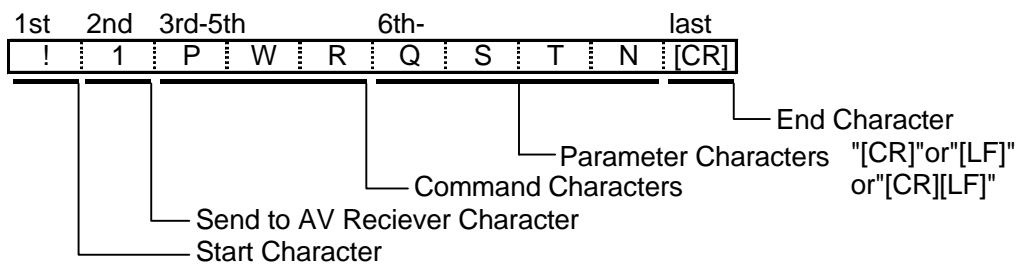 1st 2nd 3rd-5th 6th- last
! 1 P W R Q S T N [CR]
End Character
Parameter Characters "[CR]"or"[LF]"
Command Characters or"[CR][LF]"
Send to AV Reciever Character
Start Character